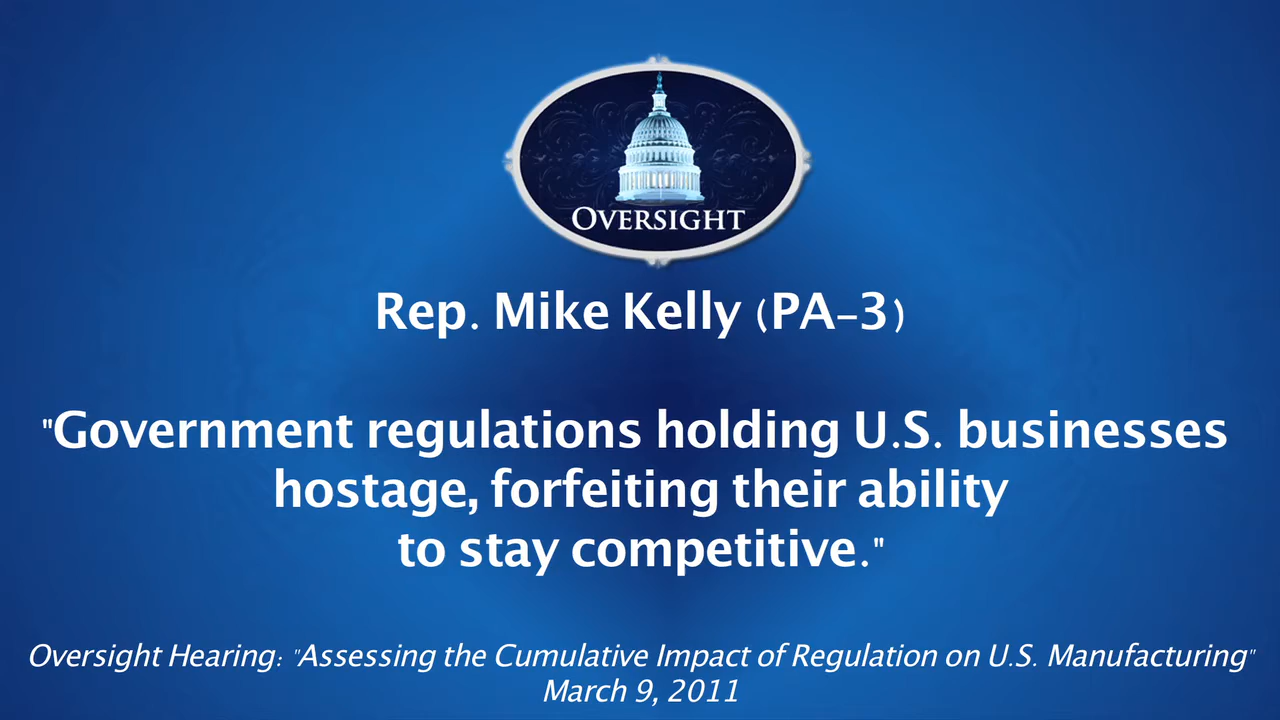 OVERSIGHT
Rep. Mike Kelly (PA-3)
"Government regulations holding U.S. businesses
hostage, forfeiting their ability
to stay competitive."
Oversight Hearing: "Assessing the Cumulative Impact of Regulation on U.S. Manufacturing"
March 9, 2011